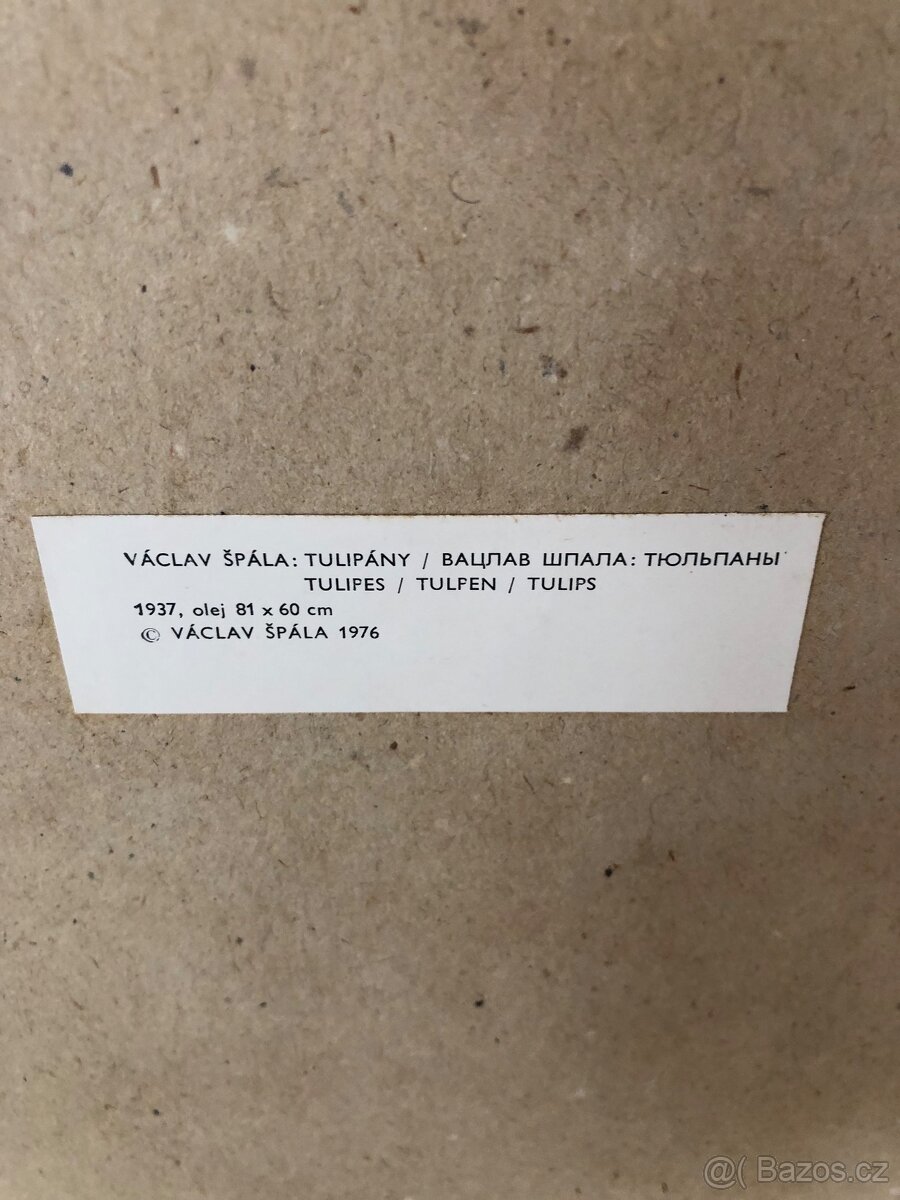 VÁCLAV ŠPÁLA: TULIPÁNY / ВАЦЛАВ ШПАЛА: ТЮЛЬПАНЫ
TULIPES / TULPEN / TULIPS
1937, olej 81 x 60 cm
© VÁCLAV ŠPÁLA 1976
@( Bazos.cz